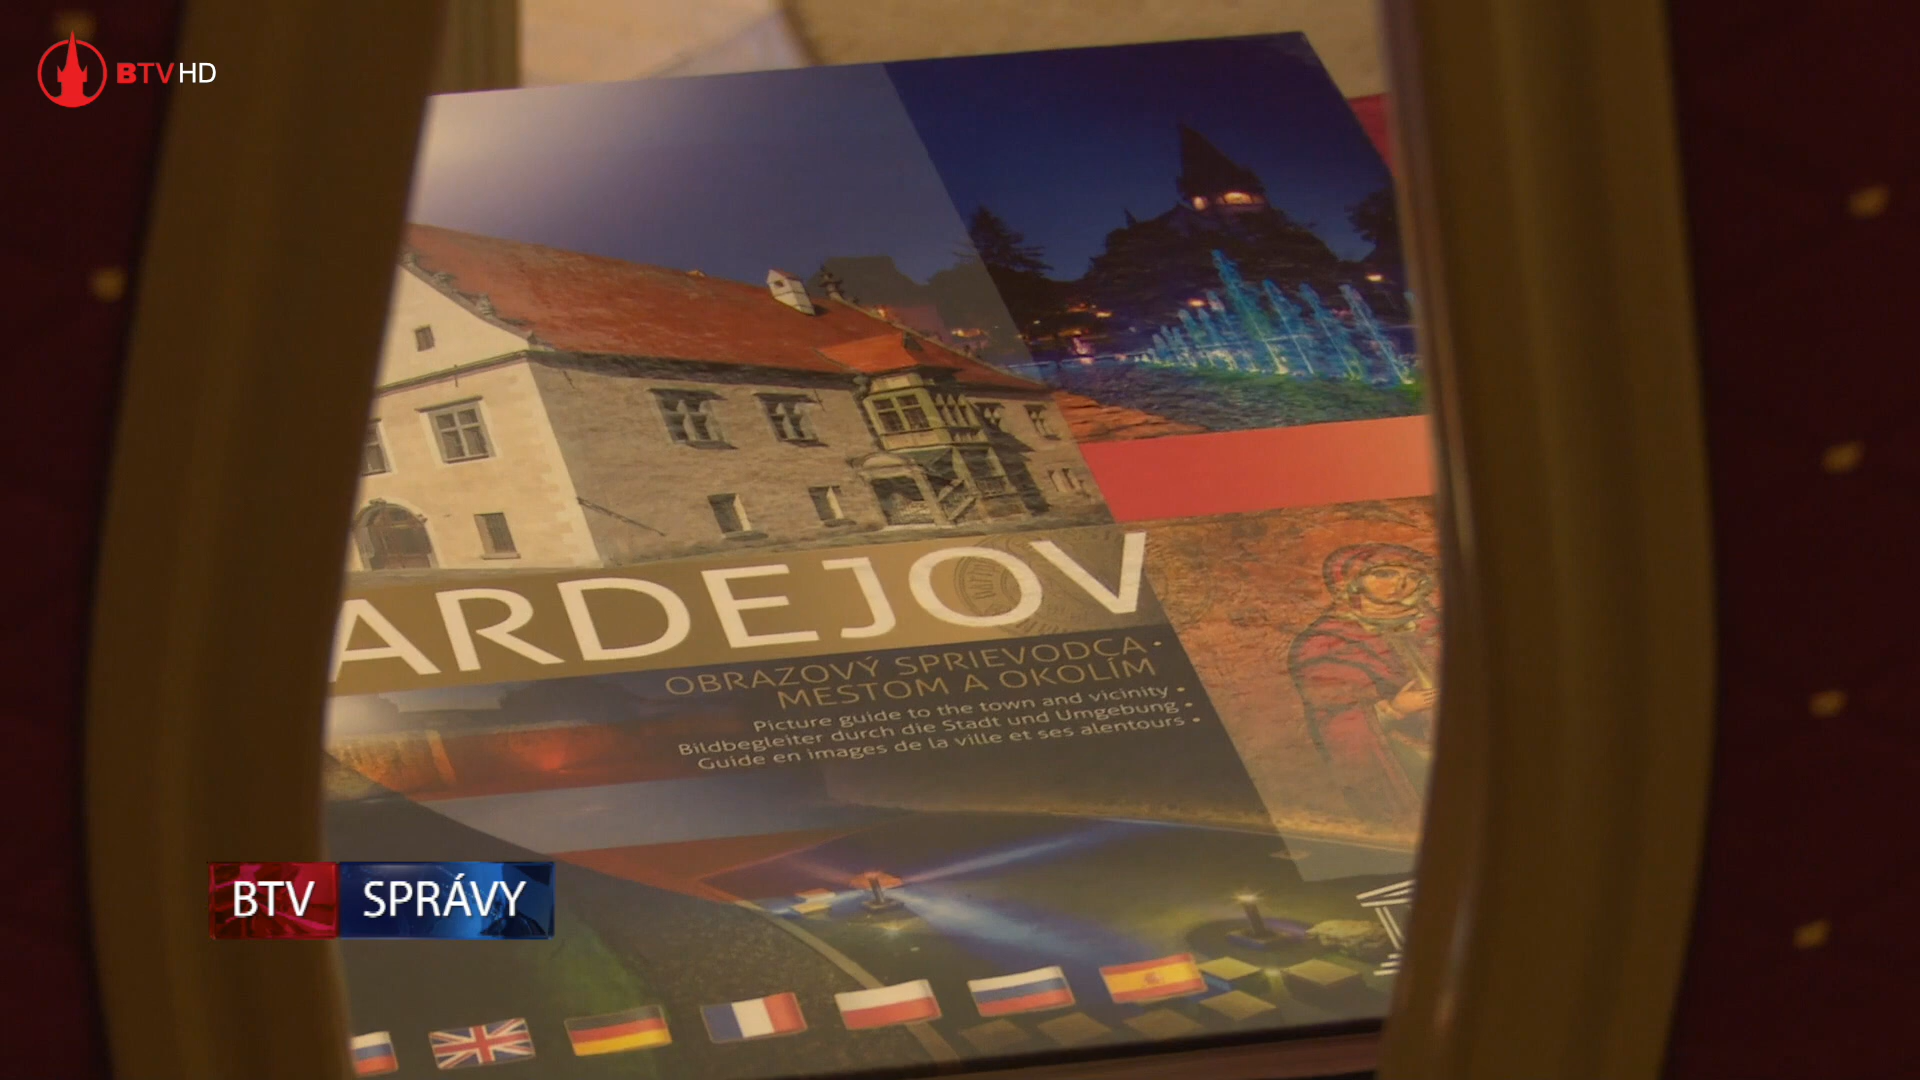 BTV HD
ARDEJOV
OBRAZOVÝ SPRIEVODCA •
MESTOM A OKOLÍM
Picture guide to the town and vicinity •
Bildbegleiter durch die Stadt und Umgebung •
Guide en images de la ville et ses alentours •
BTV SPRÁVY